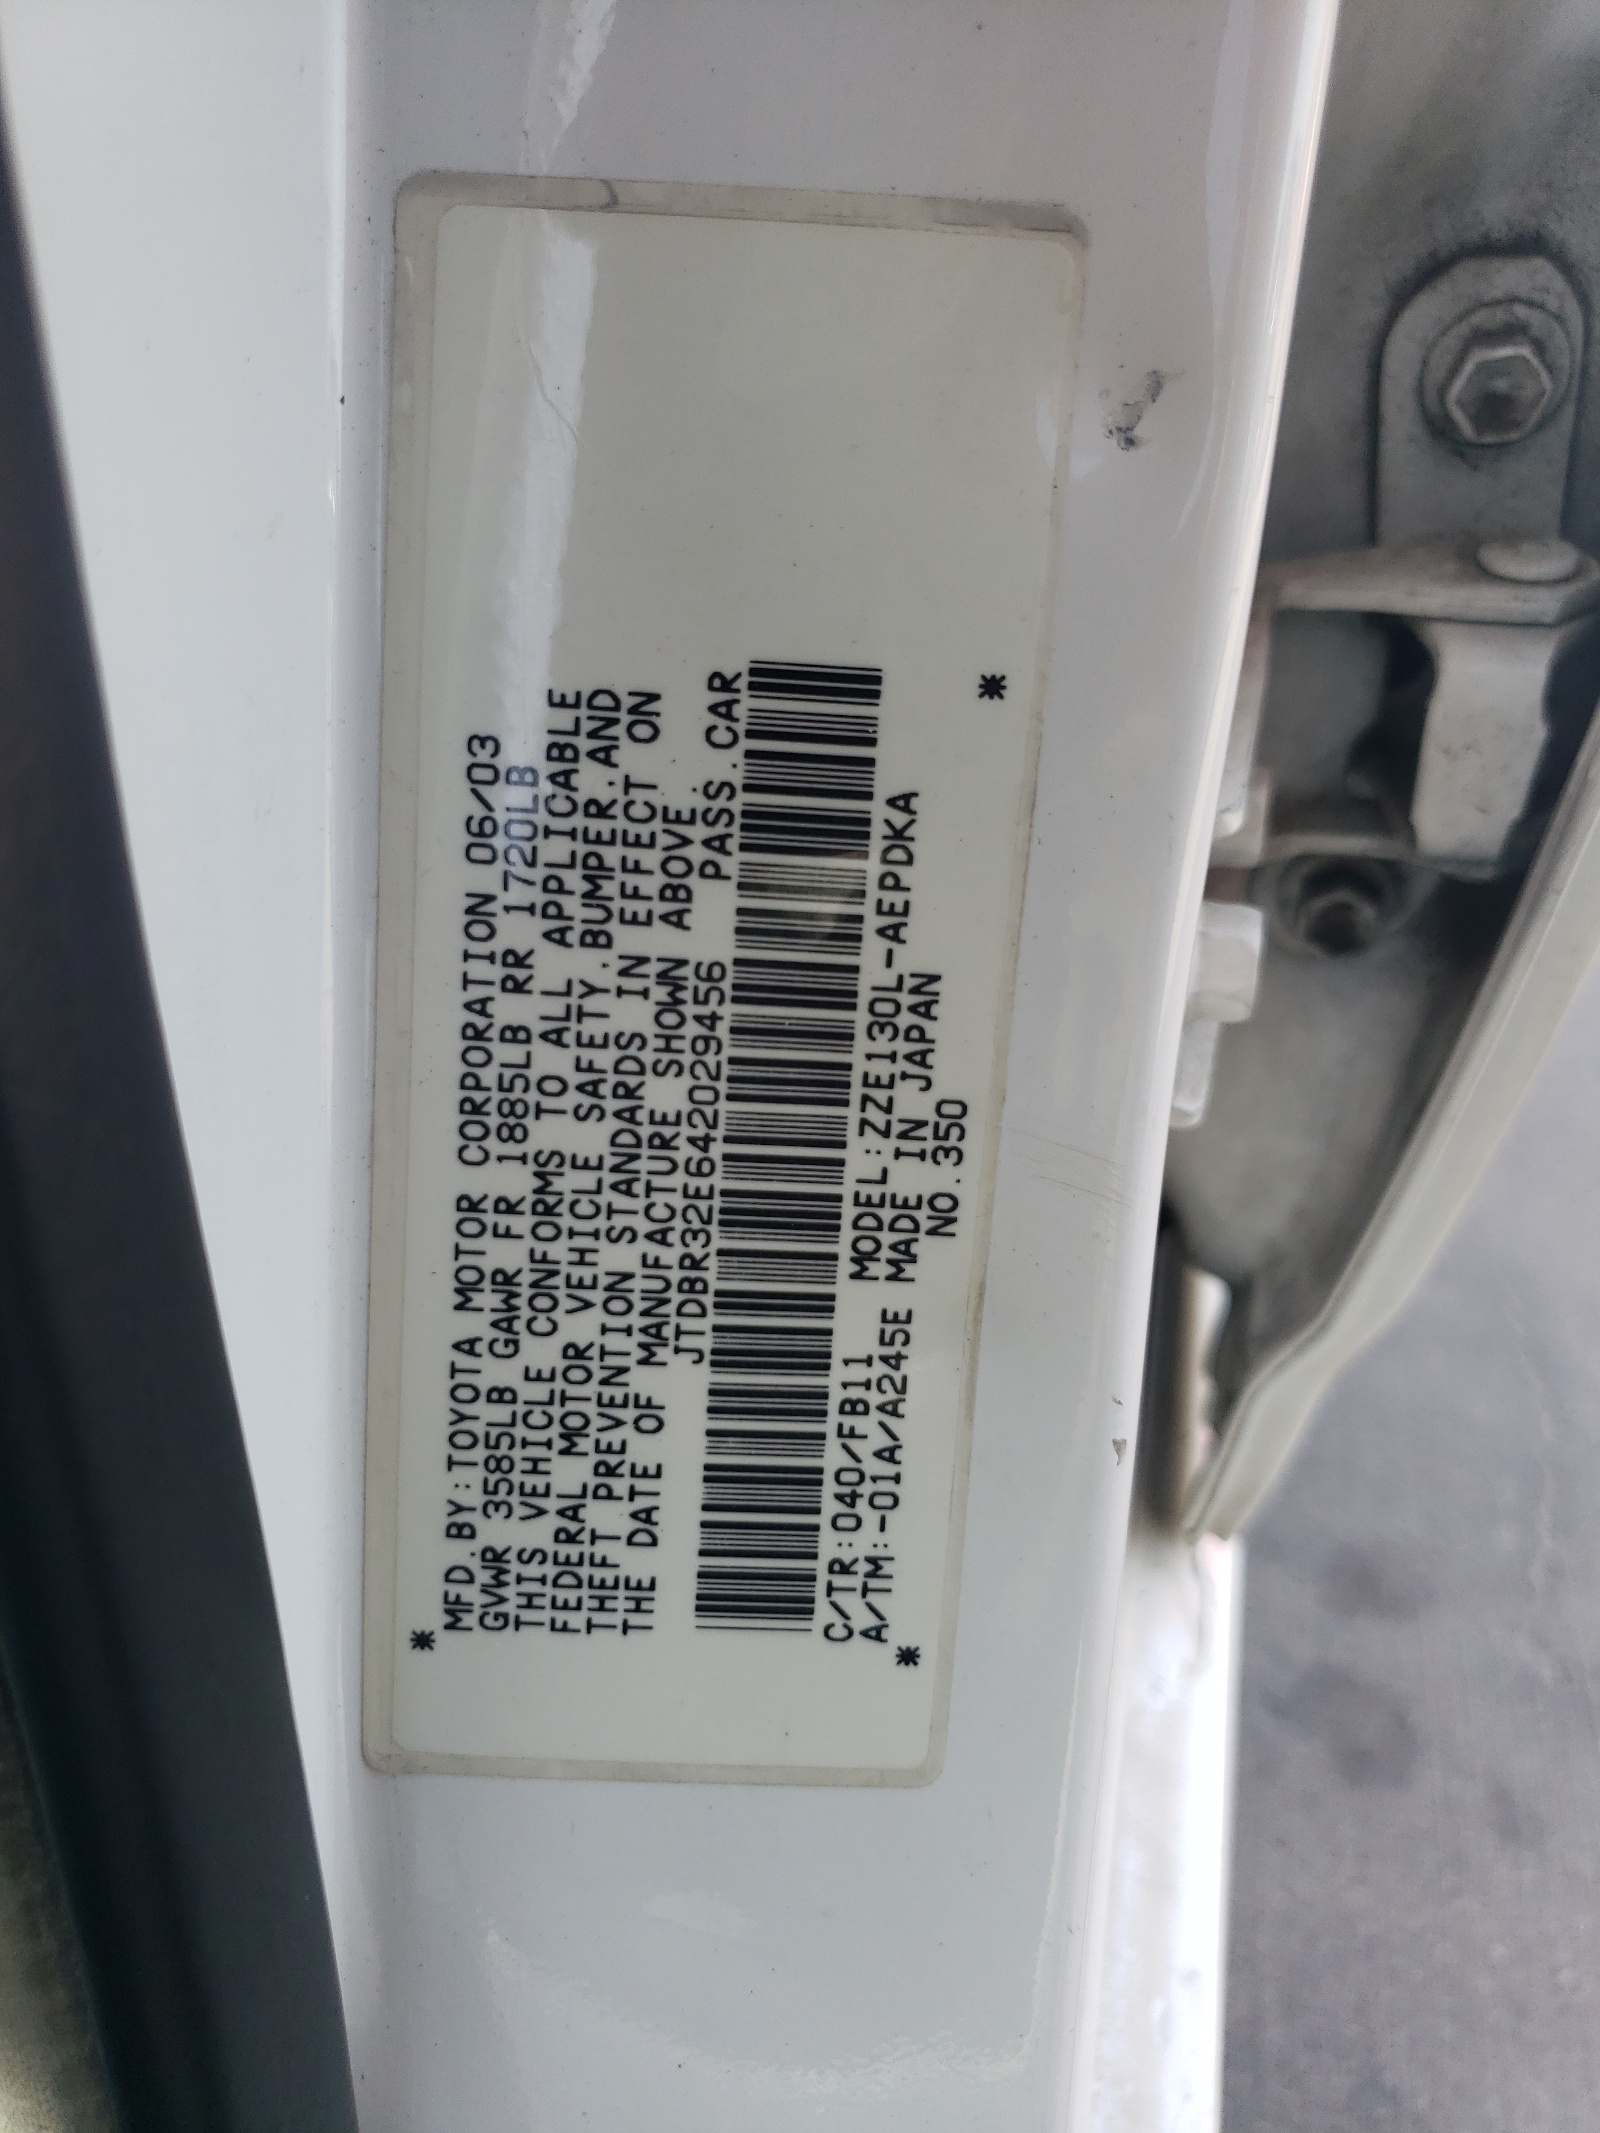 *
MFD.BY:TOYOTA MOTOR CORPORATION 06/03
GVWR 3585LB GAWR FR 1885LB RR 1720LB
THIS VEHICLE CONFORMS TO ALL APPLICABLE
FEDERAL MOTOR VEHICLE SAFETY.BUMPER.AND
THEFT PREVENTION STANDARDS IN EFFECT ON
THE DATE OF MANUFACTURE SHOWN ABOVE.
JTDBR32E642029456 PASS.CAR
C/TR:040/FB11 MODEL:ZZE130L-AEPDKA
A/TM:-01A/A245E MADE IN JAPAN
NO.350
* *